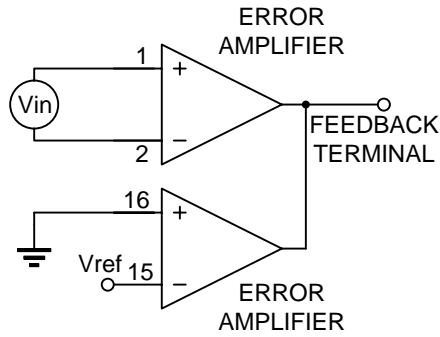 ERROR
AMPLIFIER
1
+
Vin
−
2
FEEDBACK
TERMINAL
16
+
Vref
15
−
ERROR
AMPLIFIER